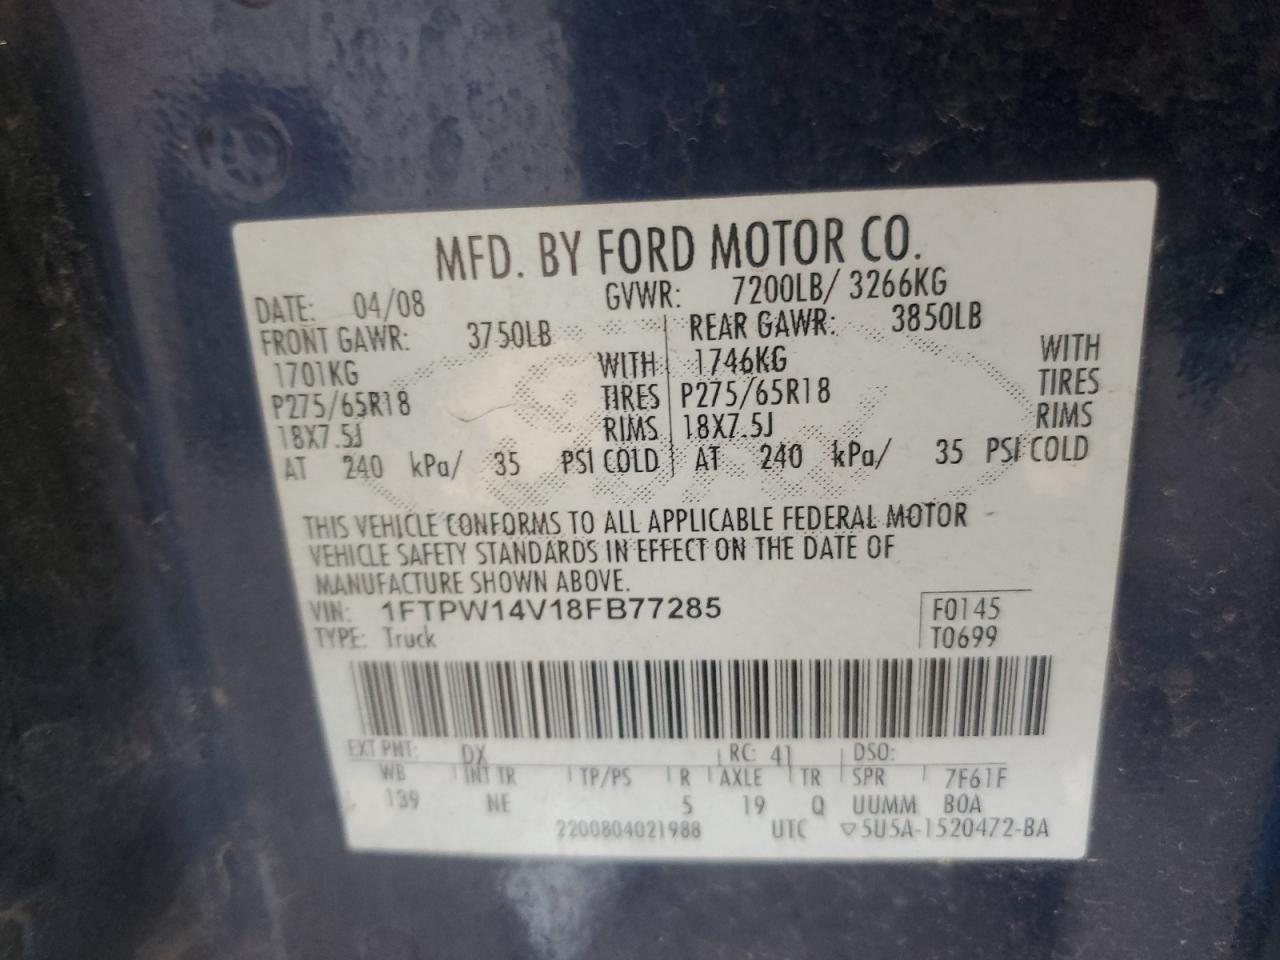 MFD. BY FORD MOTOR CO.
DATE: 04/08 GVWR: 7200LB/ 3266KG
FRONT GAWR: 3750LB REAR GAWR: 3850LB
1701KG WITH 1746KG WITH
P275/65R18 TIRES P275/65R18 TIRES
18X7.5J RIMS 18X7.5J RIMS
AT 240 kPa/ 35 PSI COLD AT 240 kPa/ 35 PSI COLD
THIS VEHICLE CONFORMS TO ALL APPLICABLE FEDERAL MOTOR
VEHICLE SAFETY STANDARDS IN EFFECT ON THE DATE OF
MANUFACTURE SHOWN ABOVE.
VIN: 1FTPW14V18FB77285 F0145
TYPE: Truck T0699
EXT PNT: DX RC: 41 DSO:
WB INT TR TP/PS R AXLE TR SPR 7F61F
139 NE 5 19 Q UUMM BOA
2200804021988 UTC ▽5U5A-1520472-BA